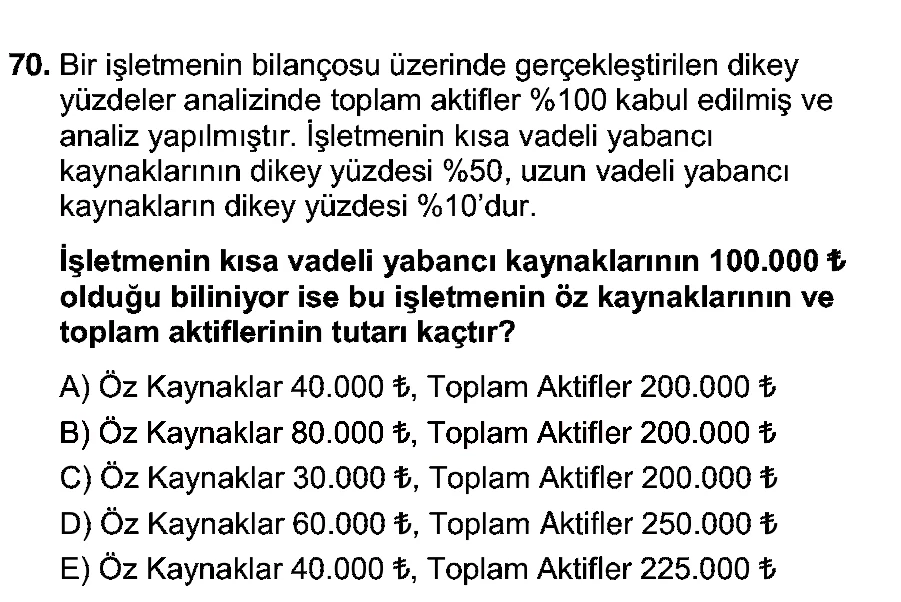 70. Bir işletmenin bilançosu üzerinde gerçekleştirilen dikey
yüzdeler analizinde toplam aktifler %100 kabul edilmiş ve
analiz yapılmıştır. İşletmenin kısa vadeli yabancı
kaynaklarının dikey yüzdesi %50, uzun vadeli yabancı
kaynakların dikey yüzdesi %10’dur.
İşletmenin kısa vadeli yabancı kaynaklarının 100.000 ₺
olduğu biliniyor ise bu işletmenin öz kaynaklarının ve
toplam aktiflerinin tutarı kaçtır?
A) Öz Kaynaklar 40.000 ₺, Toplam Aktifler 200.000 ₺
B) Öz Kaynaklar 80.000 ₺, Toplam Aktifler 200.000 ₺
C) Öz Kaynaklar 30.000 ₺, Toplam Aktifler 200.000 ₺
D) Öz Kaynaklar 60.000 ₺, Toplam Aktifler 250.000 ₺
E) Öz Kaynaklar 40.000 ₺, Toplam Aktifler 225.000 ₺